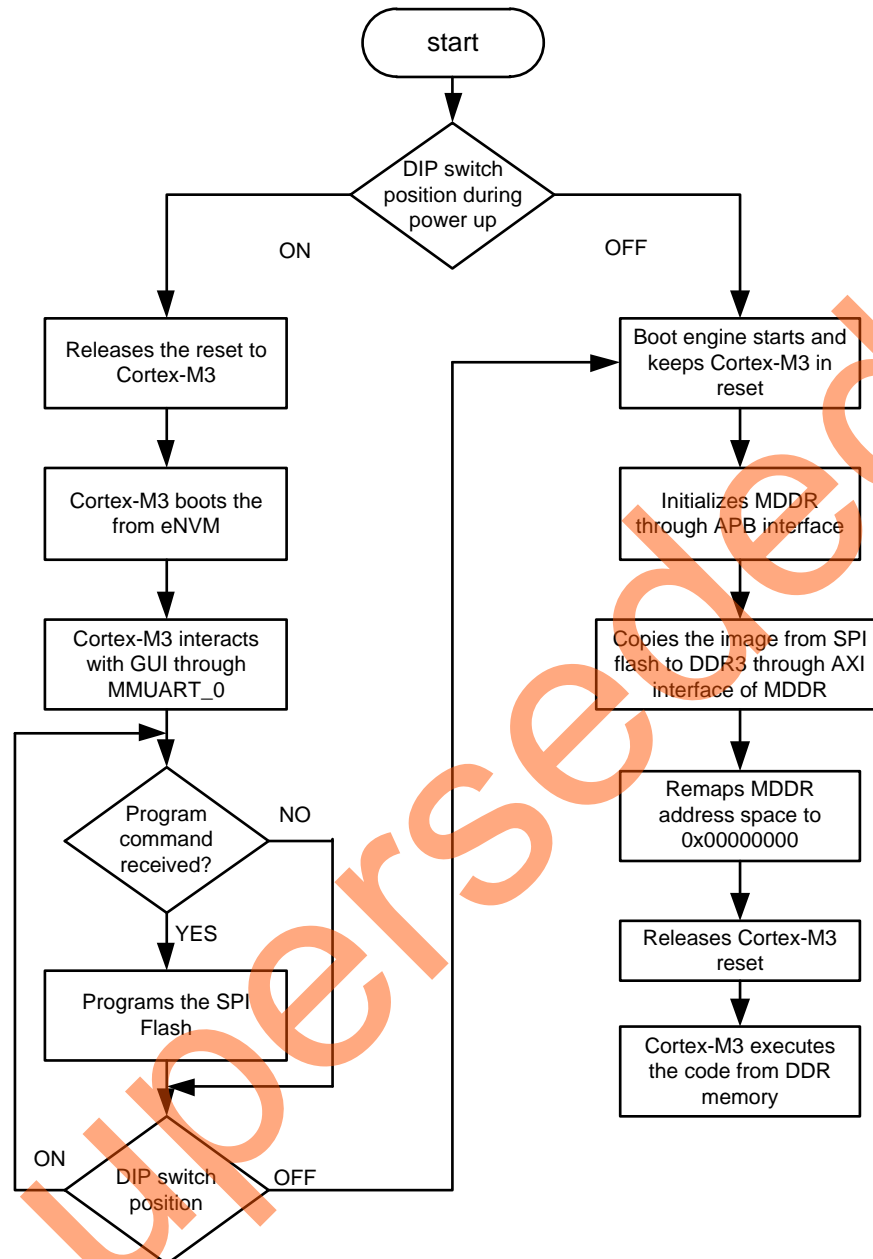 start
DIP switch
position during
power up
ON
OFF
Releases the reset to
Cortex-M3
Boot engine starts and
keeps Cortex-M3 in
reset
Cortex-M3 boots the
from eNVM
Initializes MDDR
through APB interface
Cortex-M3 interacts
with GUI through
MMUART_0
Copies the image from SPI
flash to DDR3 through AXI
interface of MDDR
Program
command
received?
NO
YES
Remaps MDDR
address space to
0x00000000
Programs the SPI
Flash
Releases Cortex-M3
reset
Cortex-M3 executes
the code from DDR
memory
ON
DIP switch
position
OFF
uperseded